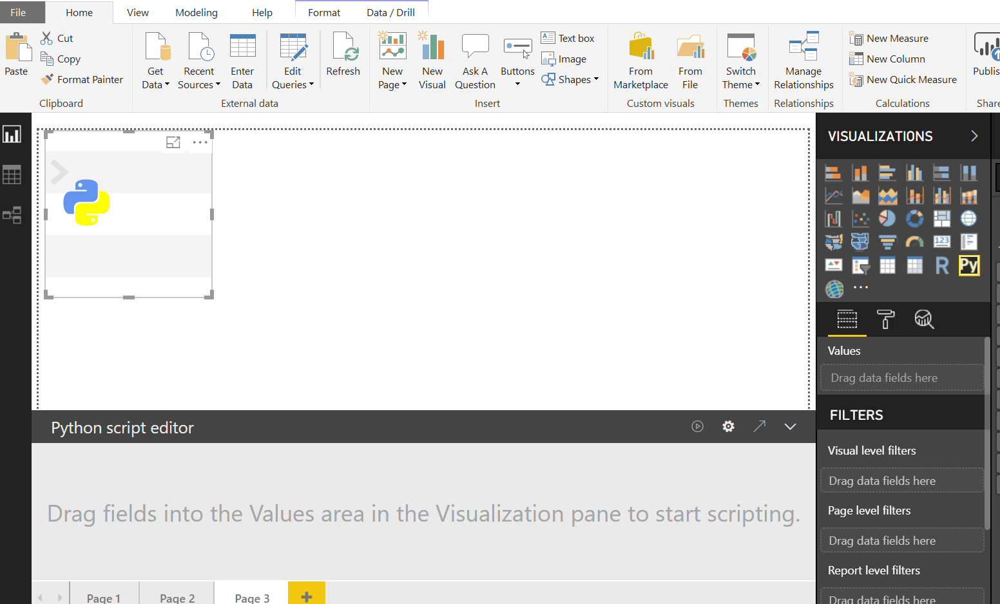 File Home View Modeling Help Format Data / Drill
Paste
Cut
Copy
Format Painter
Clipboard
Get Data
Recent Sources
Enter Data
Edit Queries
Refresh
External data
New Page
New Visual
Ask A Question
Buttons
Text box
Image
Shapes
Insert
From Marketplace
From File
Custom visuals
Switch Theme
Themes
Manage Relationships
Relationships
New Measure
New Column
New Quick Measure
Calculations
Publis
Share
VISUALIZATIONS
123
R
Py
Values
Drag data fields here
FILTERS
Visual level filters
Drag data fields here
Page level filters
Drag data fields here
Report level filters
Drag data fields here
Python script editor
Drag fields into the Values area in the Visualization pane to start scripting.
Page 1 Page 2 Page 3